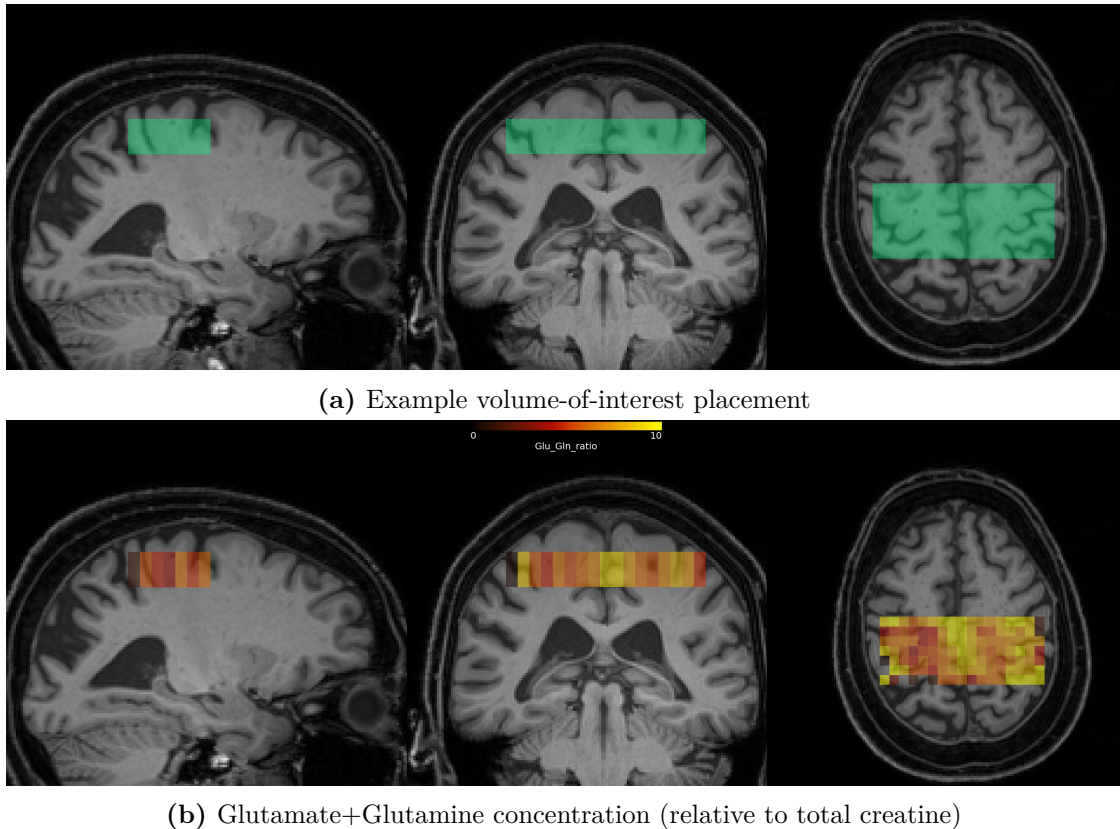 (a) Example volume-of-interest placement
0 10
Glu_Gln_ratio
(b) Glutamate+Glutamine concentration (relative to total creatine)